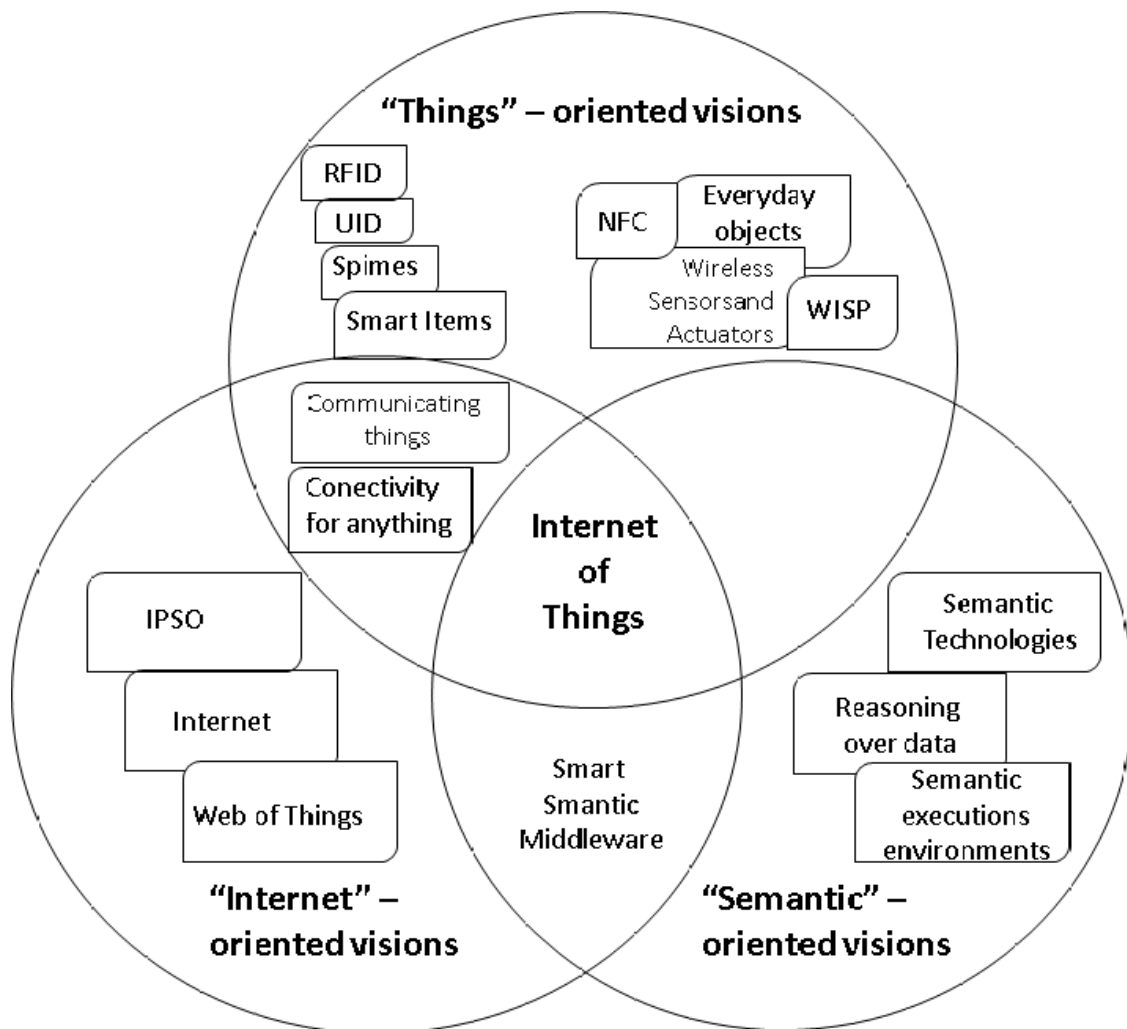 “Things” – oriented visions
RFID
UID
Spimes
Smart Items
NFC
Everyday
objects
Wireless
Sensorsand
Actuators
WISP
Communicating
things
Conectivity
for anything
Internet
of
Things
IPSO
Internet
Web of Things
Semantic
Technologies
Reasoning
over data
Semantic
executions
environments
Smart
Smantic
Middleware
“Internet” –
oriented visions
“Semantic” –
oriented visions